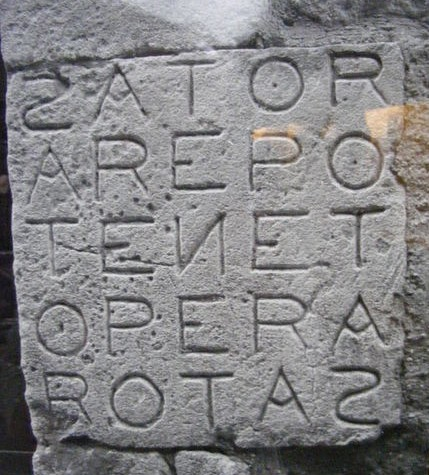 SATOR
AREPO
TENET
OPERA
ROTAS